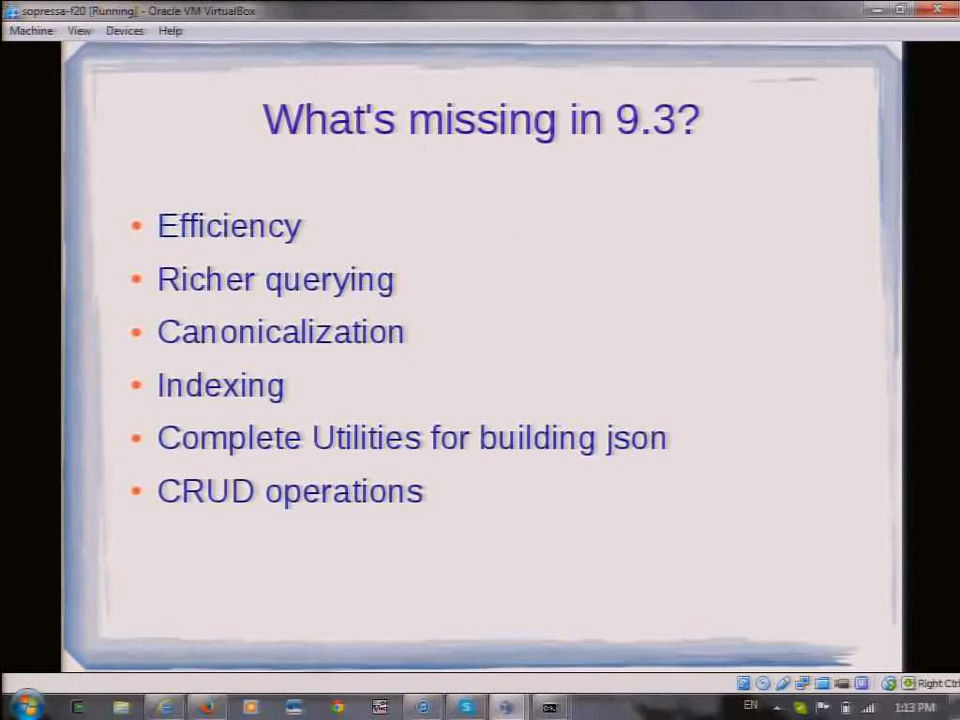 sopressa-f20 [Running] - Oracle VM VirtualBox
Machine View Devices Help
What's missing in 9.3?
• Efficiency
• Richer querying
• Canonicalization
• Indexing
• Complete Utilities for building json
• CRUD operations
Right Ctrl
EN
1:13 PM